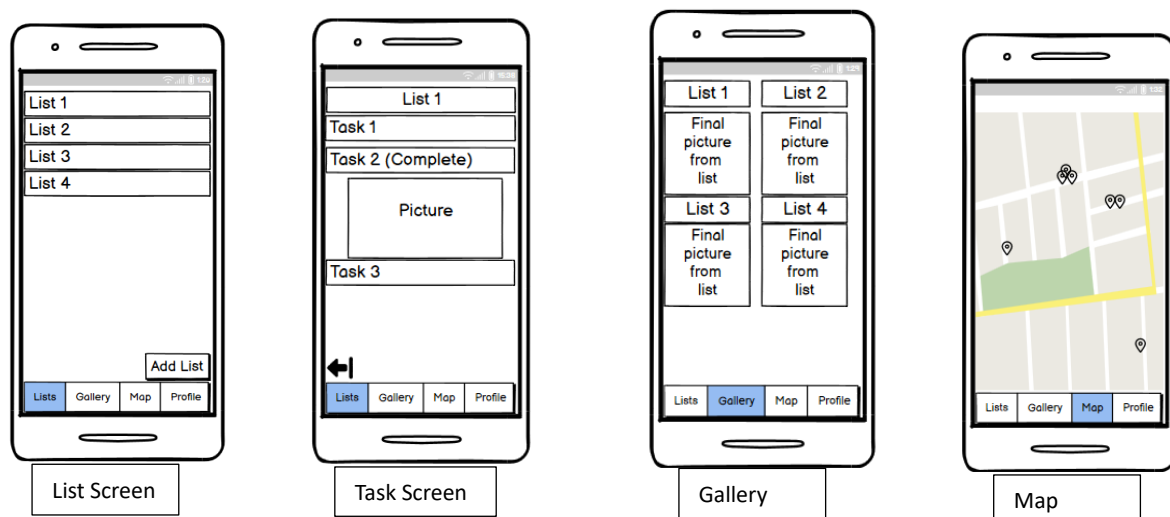 1:23
List 1
List 2
List 3
List 4
Add List
Lists Gallery Map Profile
List Screen
List 1
Task 1
Task 2 (Complete)
Picture
Task 3
Lists Gallery Map Profile
Task Screen
List 1 List 2
Final
picture
from
list
Final
picture
from
list
List 3 List 4
Final
picture
from
list
Final
picture
from
list
Lists Gallery Map Profile
Gallery
Lists Gallery Map Profile
Map